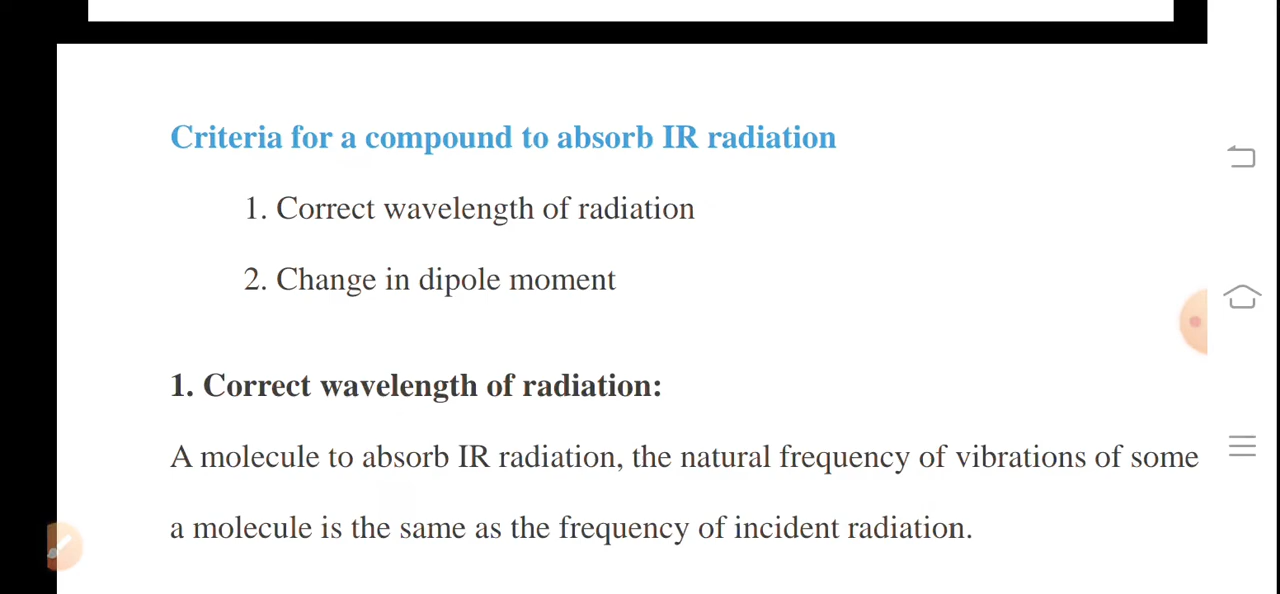 Criteria for a compound to absorb IR radiation
1. Correct wavelength of radiation
2. Change in dipole moment
1. Correct wavelength of radiation:
A molecule to absorb IR radiation, the natural frequency of vibrations of some
a molecule is the same as the frequency of incident radiation.